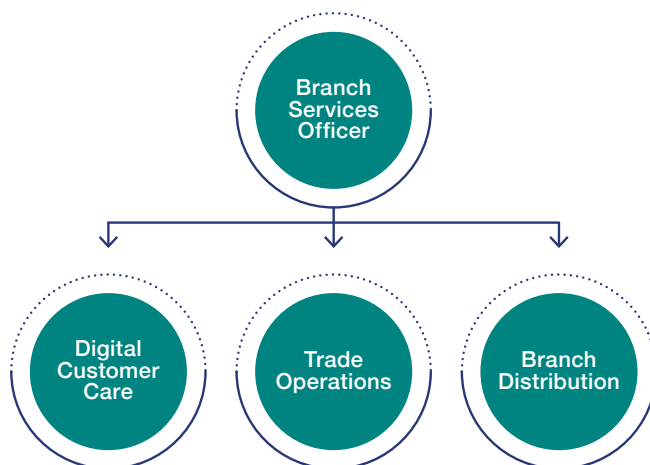 Branch
Services
Officer
Digital
Customer
Care
Trade
Operations
Branch
Distribution